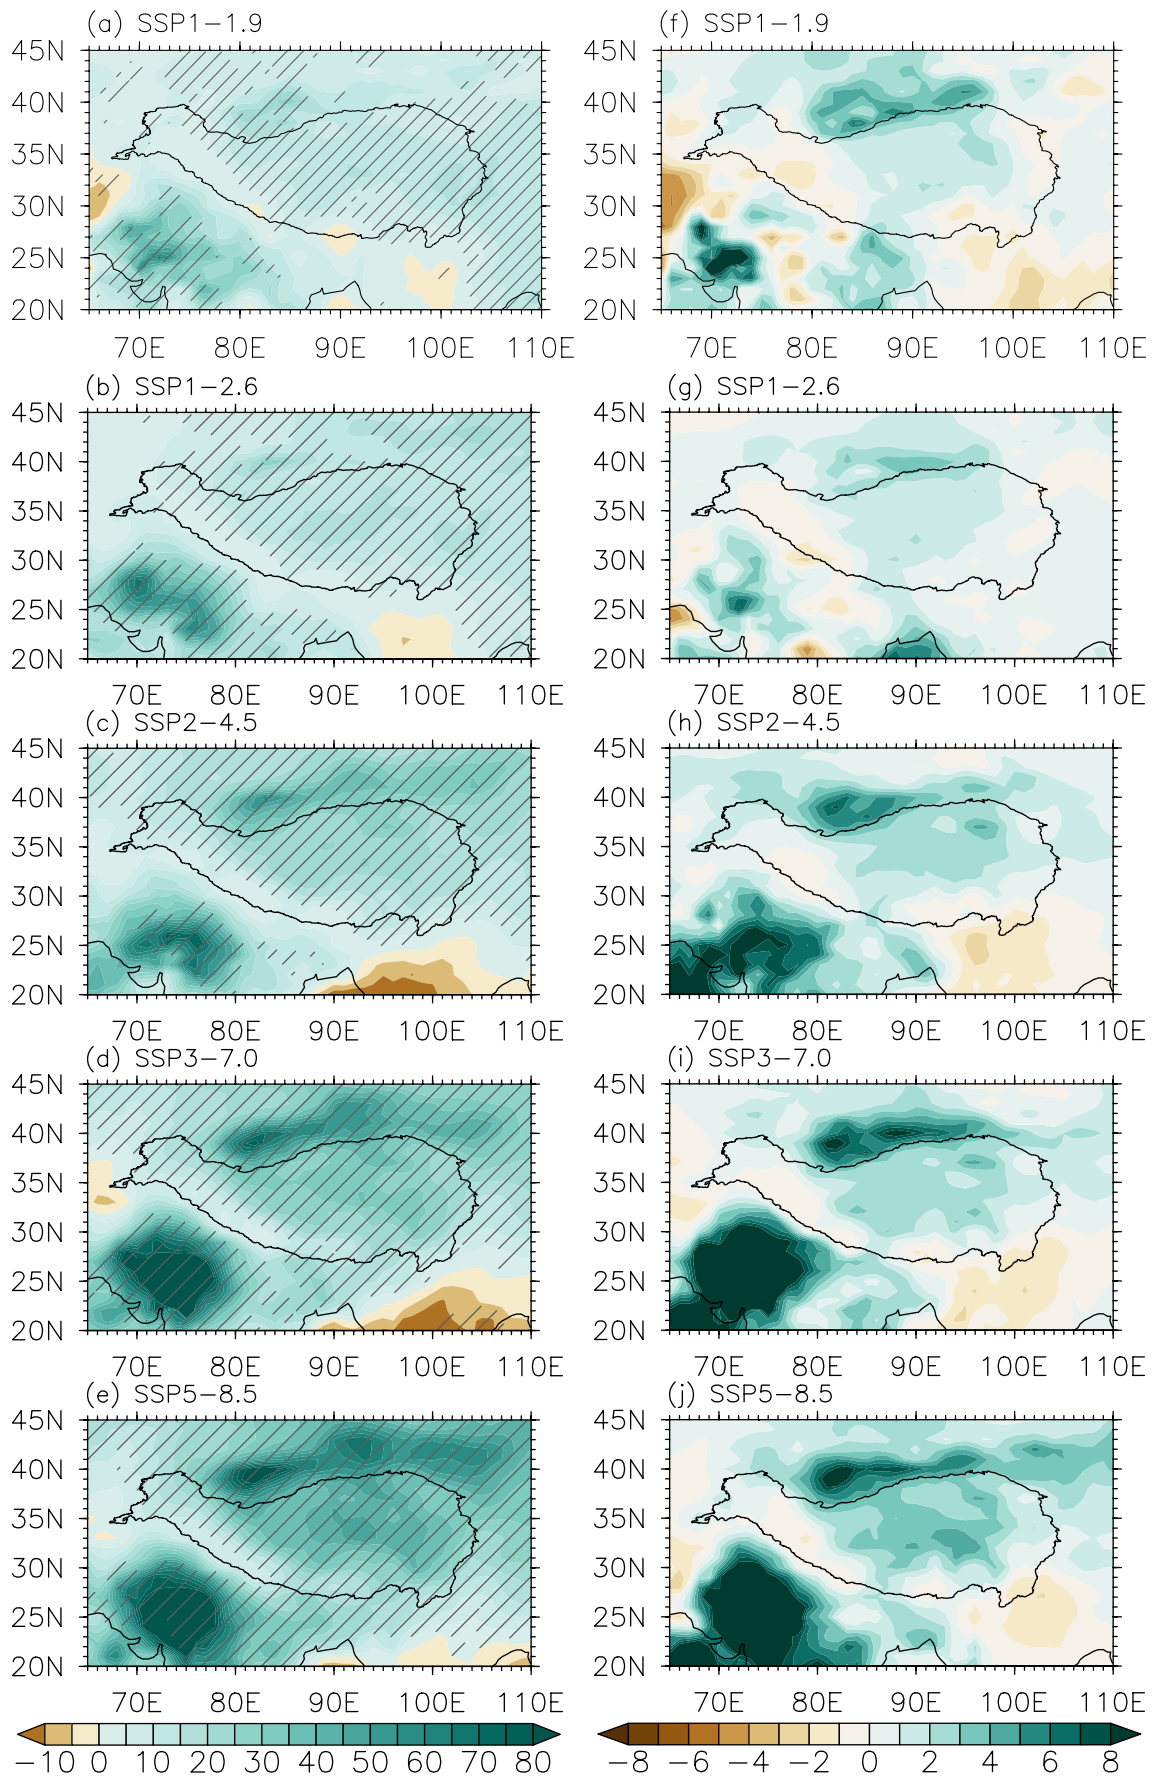 (a) SSP1−1.9
45N
40N
35N
30N
25N
20N
70E 80E 90E 100E 110E
(f) SSP1−1.9
45N
40N
35N
30N
25N
20N
70E 80E 90E 100E 110E
(b) SSP1−2.6
45N
40N
35N
30N
25N
20N
70E 80E 90E 100E 110E
(g) SSP1−2.6
45N
40N
35N
30N
25N
20N
70E 80E 90E 100E 110E
(c) SSP2−4.5
45N
40N
35N
30N
25N
20N
70E 80E 90E 100E 110E
(h) SSP2−4.5
45N
40N
35N
30N
25N
20N
70E 80E 90E 100E 110E
(d) SSP3−7.0
45N
40N
35N
30N
25N
20N
70E 80E 90E 100E 110E
(i) SSP3−7.0
45N
40N
35N
30N
25N
20N
70E 80E 90E 100E 110E
(e) SSP5−8.5
45N
40N
35N
30N
25N
20N
70E 80E 90E 100E 110E
(j) SSP5−8.5
45N
40N
35N
30N
25N
20N
70E 80E 90E 100E 110E
−10 0 10 20 30 40 50 60 70 80
−8 −6 −4 −2 0 2 4 6 8